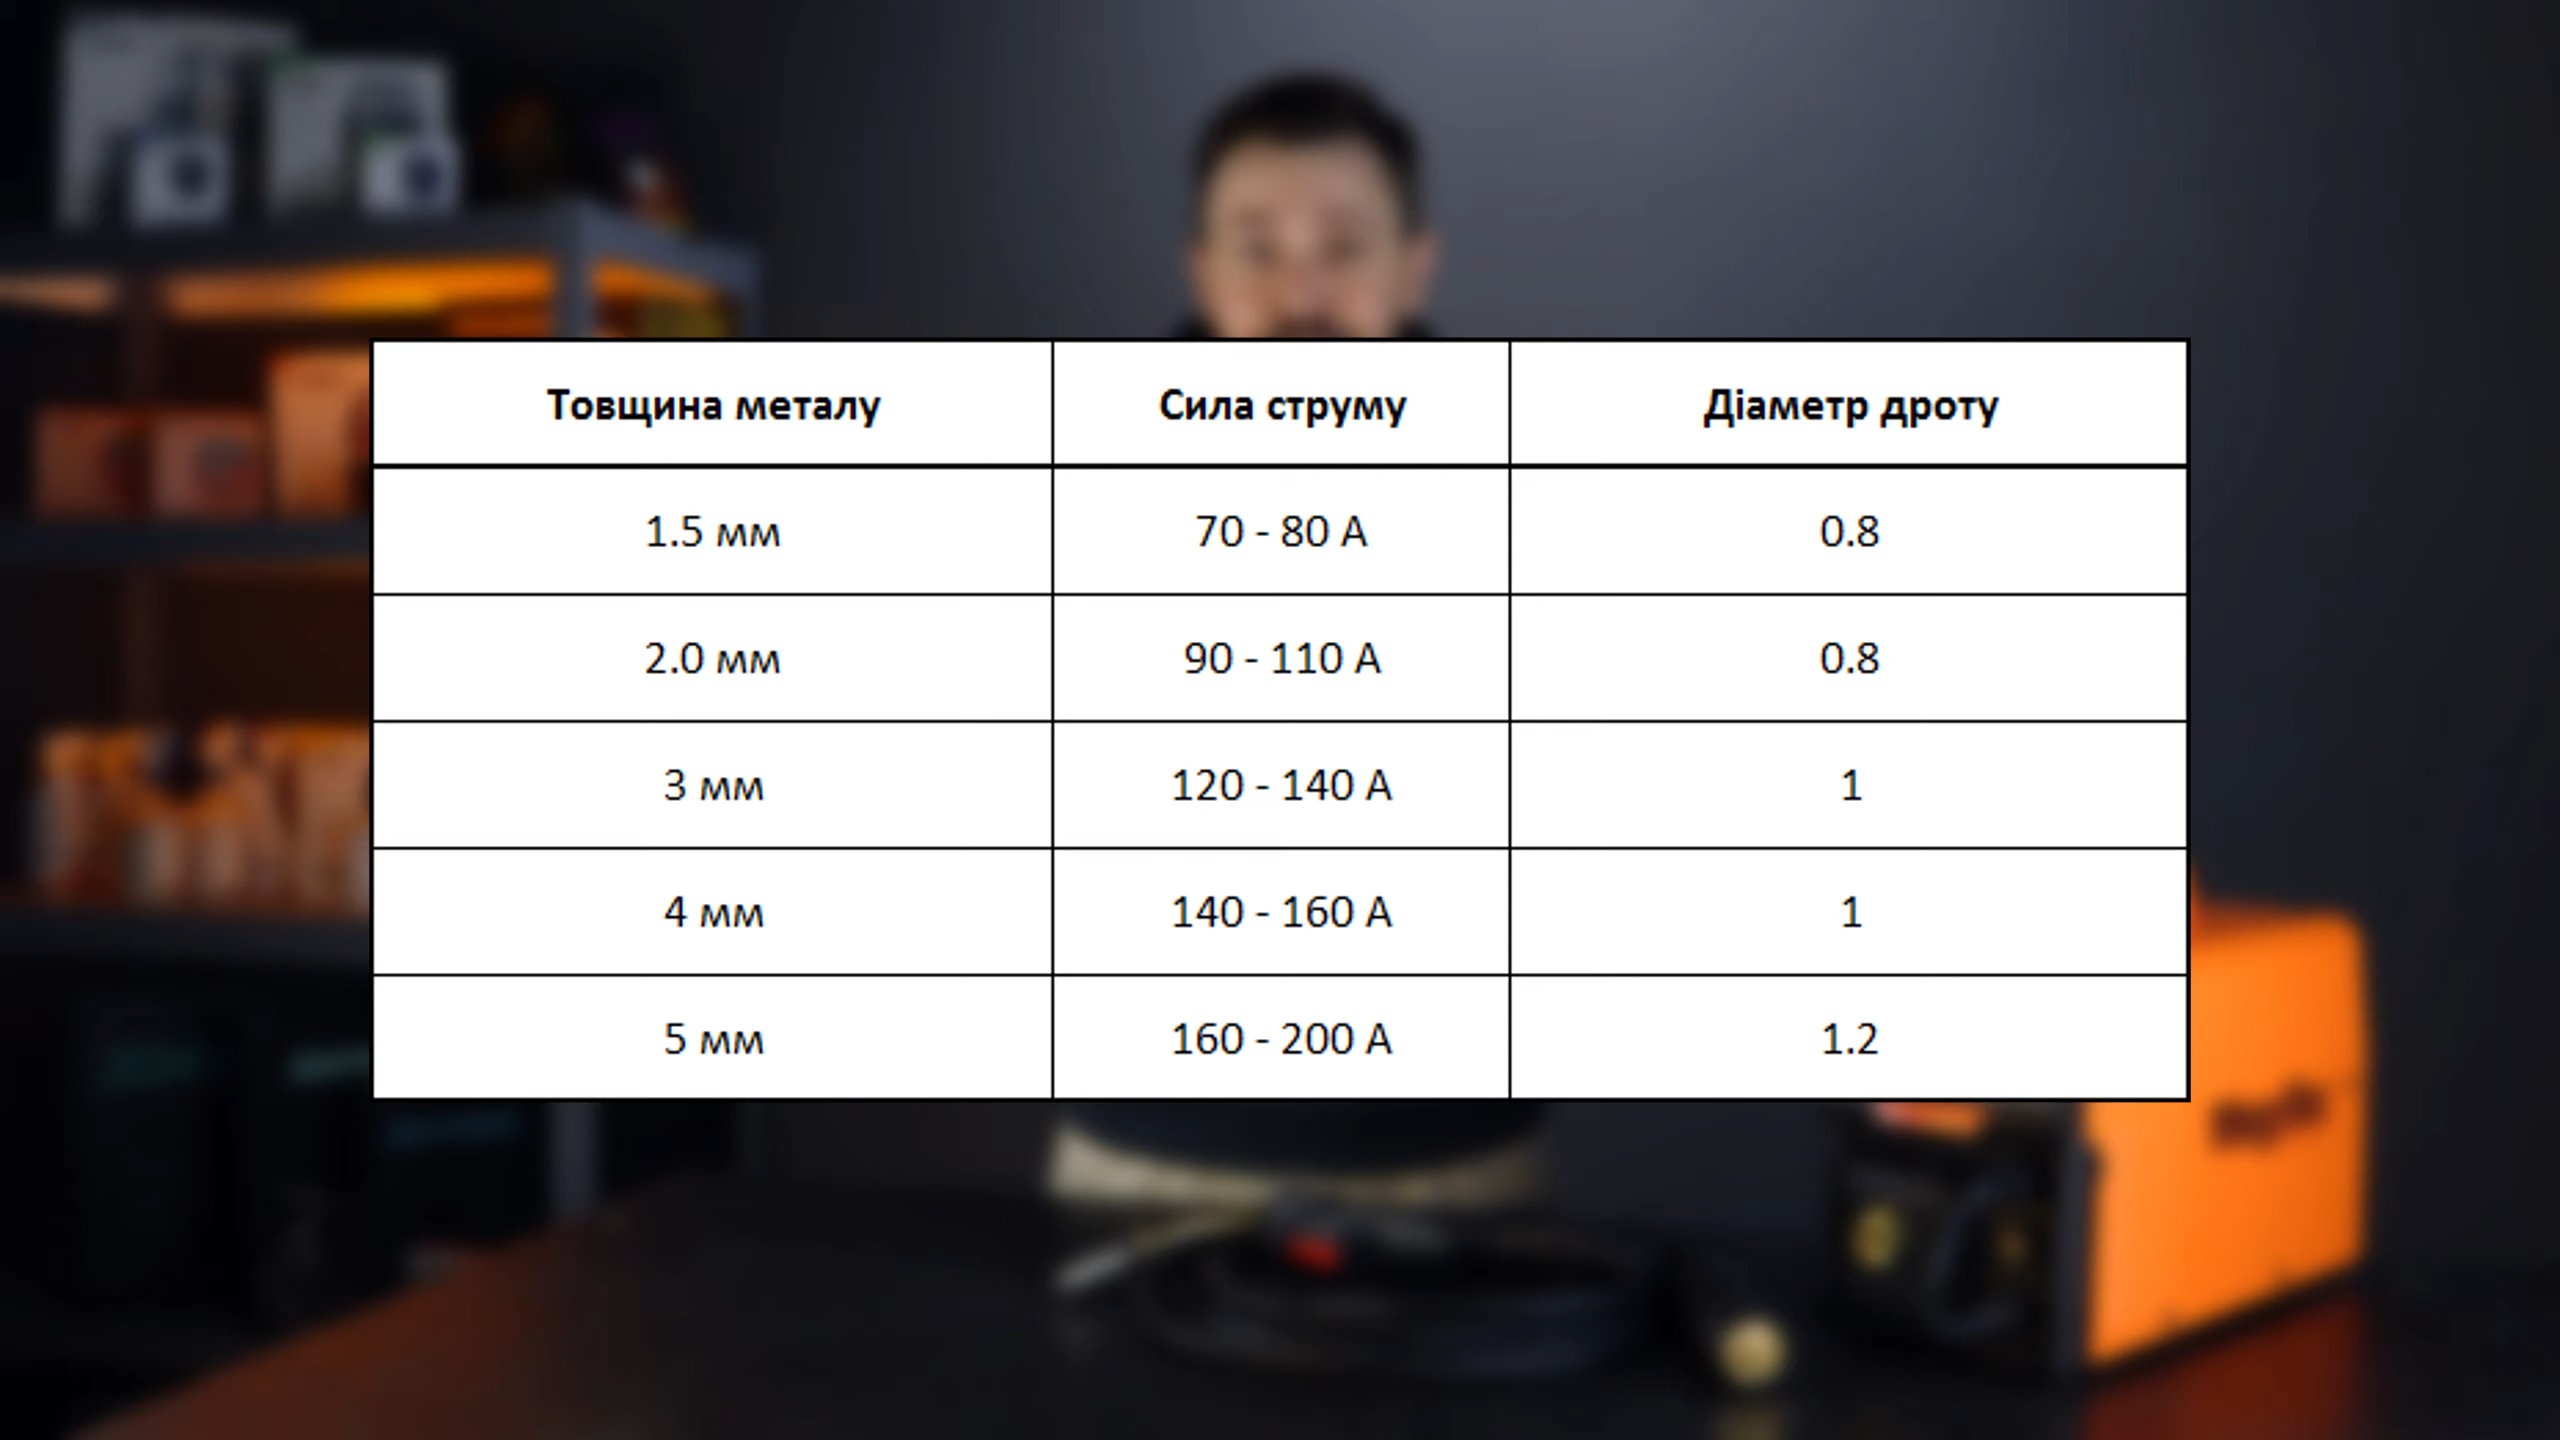 Товщина металу Сила струму Діаметр дроту
1.5 мм 70 - 80 А 0.8
2.0 мм 90 - 110 А 0.8
3 мм 120 - 140 А 1
4 мм 140 - 160 А 1
5 мм 160 - 200 А 1.2